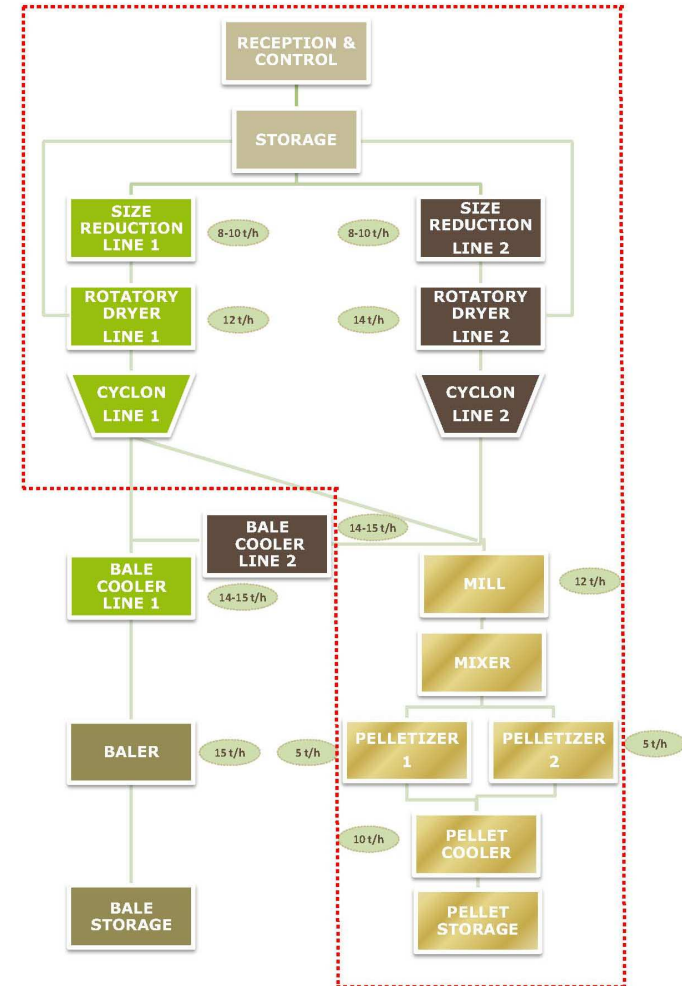 RECEPTION &
CONTROL
STORAGE
SIZE
REDUCTION
LINE 1
8-10 t/h
8-10 t/h
SIZE
REDUCTION
LINE 2
ROTATORY
DRYER
LINE 1
12 t/h
14 t/h
ROTATORY
DRYER
LINE 2
CYCLON
LINE 1
CYCLON
LINE 2
BALE
COOLER
LINE 2
14-15 t/h
BALE
COOLER
LINE 1
14-15 t/h
MILL
12 t/h
MIXER
BALER
15 t/h
5 t/h
PELLETIZER
1
PELLETIZER
2
5 t/h
10 t/h
PELLET
COOLER
BALE
STORAGE
PELLET
STORAGE